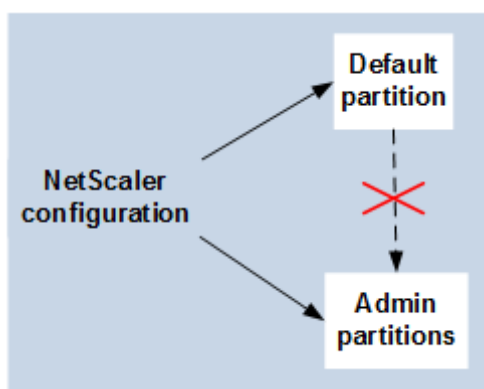 Default
partition
NetScaler
configuration
Admin
partitions